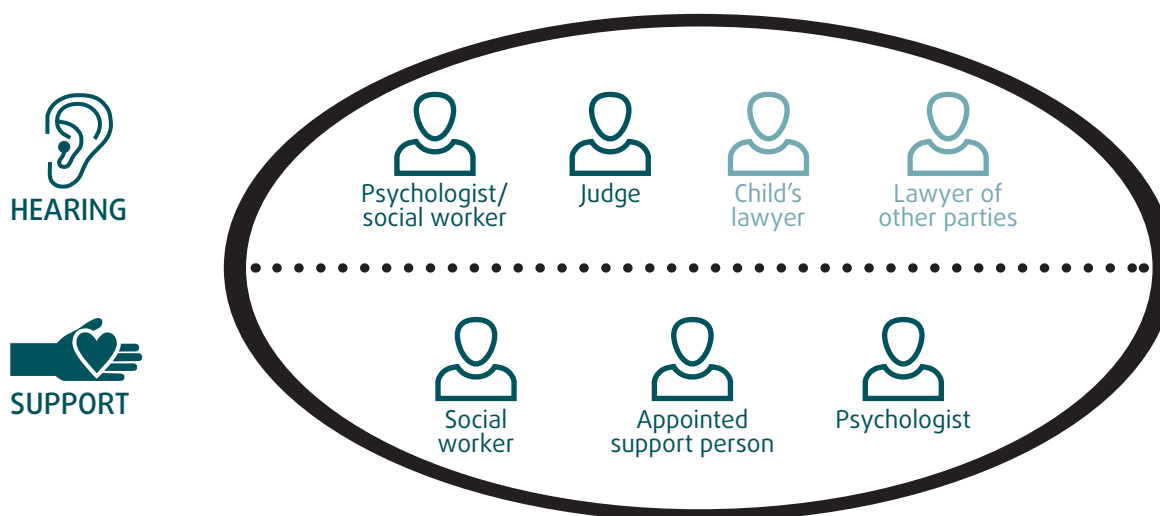 HEARING
Psychologist/
social worker
Judge
Child's
lawyer
Lawyer of
other parties
SUPPORT
Social
worker
Appointed
support person
Psychologist